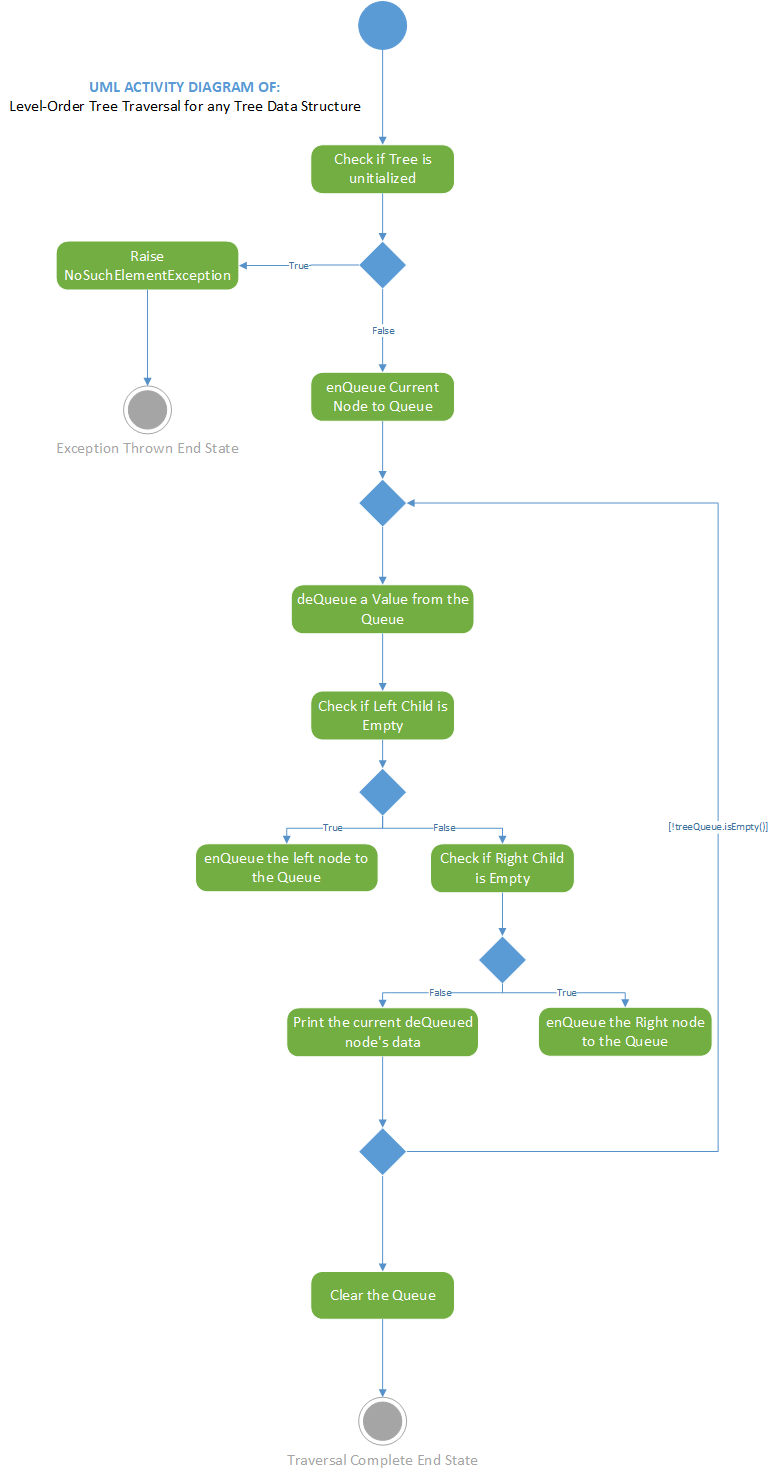 UML ACTIVITY DIAGRAM OF:
Level-Order Tree Traversal for any Tree Data Structure
Check if Tree is
unitialized
Raise
NoSuchElementException
True
False
Exception Thrown End State
enQueue Current
Node to Queue
deQueue a Value from the
Queue
Check if Left Child is
Empty
True
False
[!treeQueue.isEmpty()]
enQueue the left node to
the Queue
Check if Right Child
is Empty
False
True
Print the current deQueued
node's data
enQueue the Right node
to the Queue
Clear the Queue
Traversal Complete End State